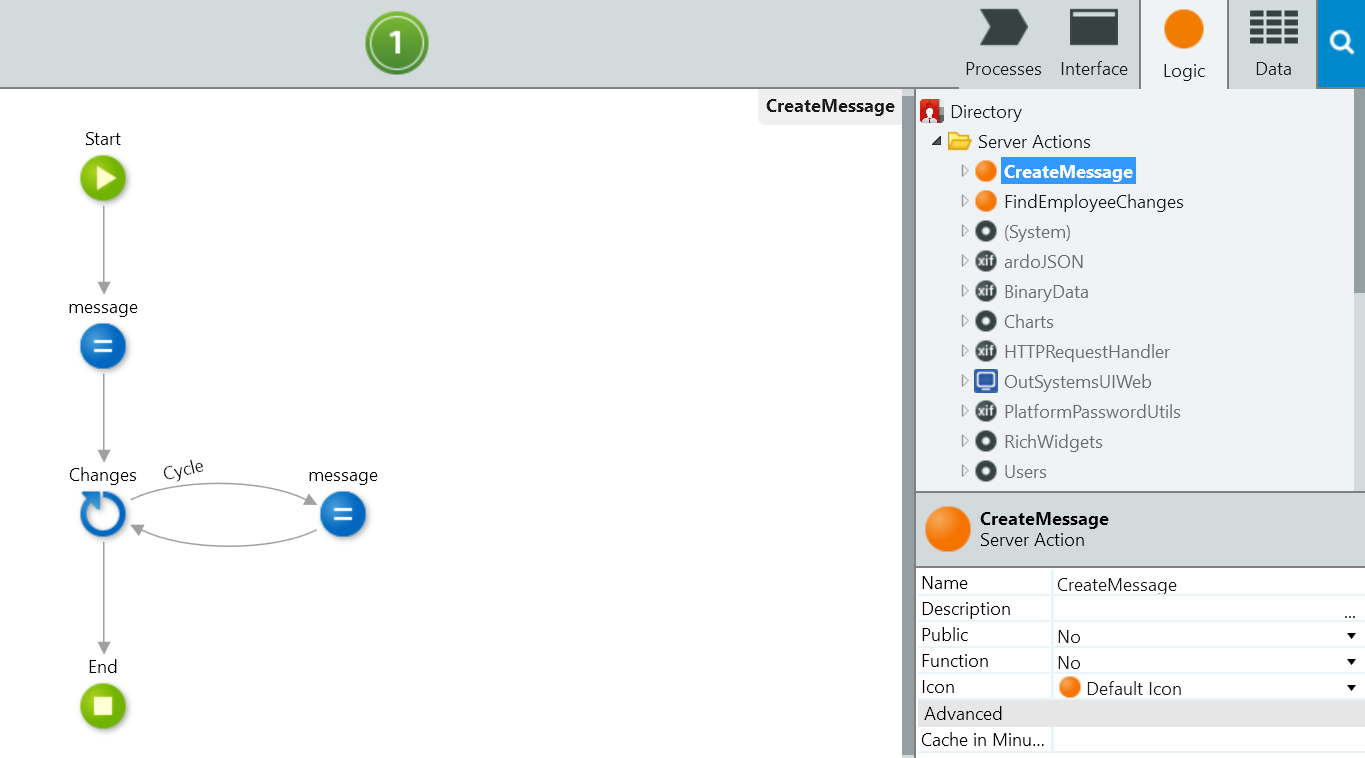 1
Processes
Interface
Logic
Data
CreateMessage
Start
message
Changes
Cycle
message
End
Directory
Server Actions
CreateMessage
FindEmployeeChanges
(System)
xif ardoJSON
xif BinaryData
Charts
xif HTTPRequestHandler
OutSystemsUIWeb
xif PlatformPasswordUtils
RichWidgets
Users
CreateMessage
Server Action
Name CreateMessage
Description ...
Public No
Function No
Icon Default Icon
Advanced
Cache in Minu...